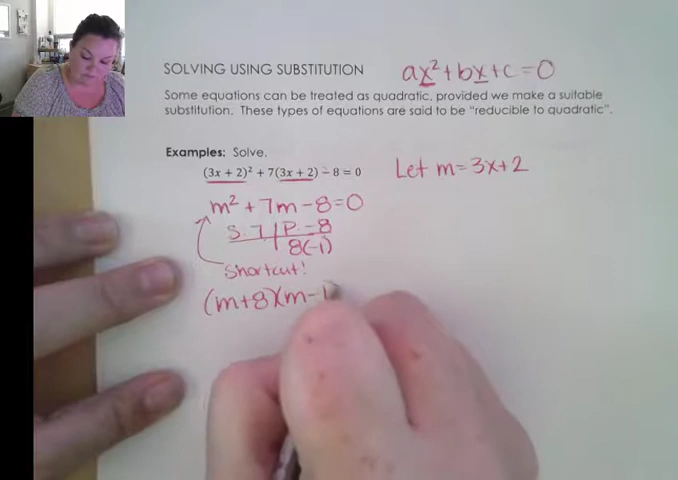 SOLVING USING SUBSTITUTION
ax² + bx + c = 0
Some equations can be treated as quadratic, provided we make a suitable
substitution. These types of equations are said to be "reducible to quadratic".
Examples: Solve.
(3x + 2)² + 7(3x + 2) − 8 = 0
Let m = 3x + 2
m² + 7m − 8 = 0
S. 7 | P. −8
8(−1)
Shortcut!
(m+8)(m−1)